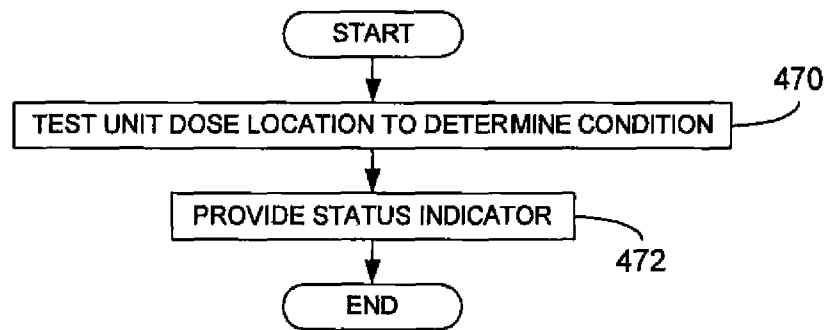 START
470
TEST UNIT DOSE LOCATION TO DETERMINE CONDITION
PROVIDE STATUS INDICATOR
472
END